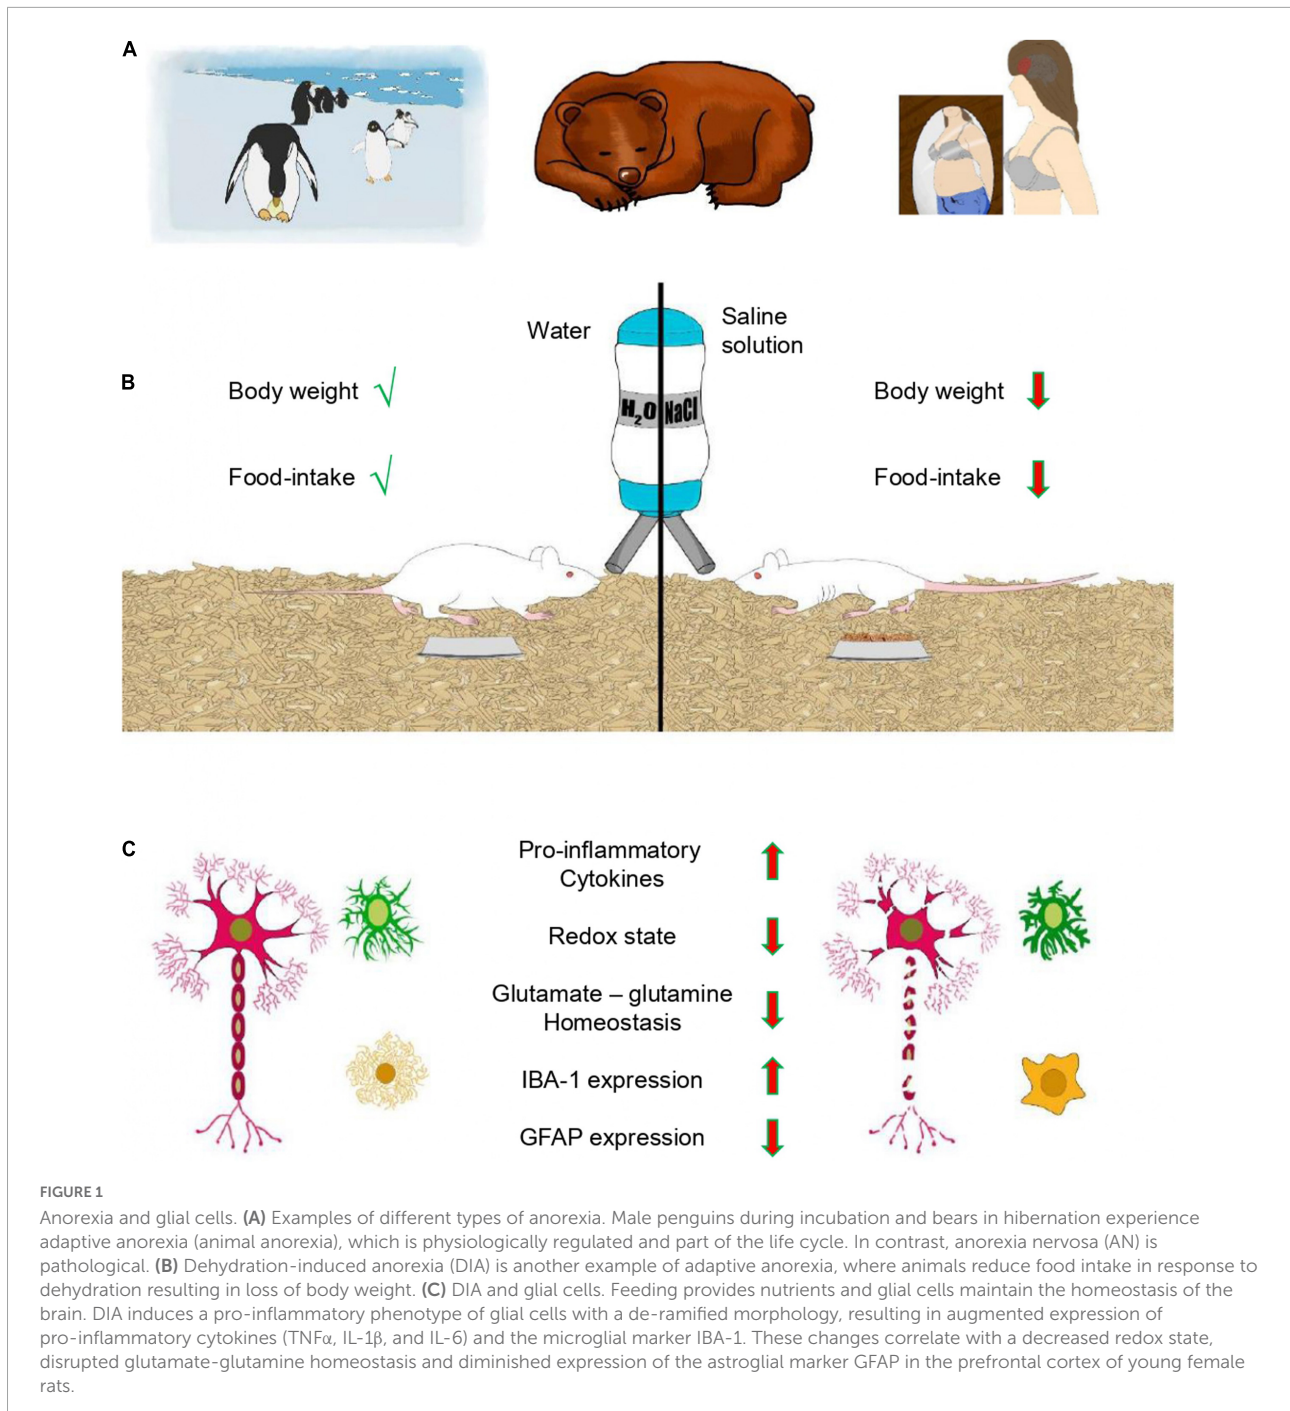 A
Water
Saline
solution
B
Body weight √
Body weight
H2O NaCl
Food-intake √
Food-intake
C
Pro-inflammatory
Cytokines
Redox state
Glutamate – glutamine
Homeostasis
IBA-1 expression
GFAP expression
FIGURE 1
Anorexia and glial cells. (A) Examples of different types of anorexia. Male penguins during incubation and bears in hibernation experience
adaptive anorexia (animal anorexia), which is physiologically regulated and part of the life cycle. In contrast, anorexia nervosa (AN) is
pathological. (B) Dehydration-induced anorexia (DIA) is another example of adaptive anorexia, where animals reduce food intake in response to
dehydration resulting in loss of body weight. (C) DIA and glial cells. Feeding provides nutrients and glial cells maintain the homeostasis of the
brain. DIA induces a pro-inflammatory phenotype of glial cells with a de-ramified morphology, resulting in augmented expression of
pro-inflammatory cytokines (TNFα, IL-1β, and IL-6) and the microglial marker IBA-1. These changes correlate with a decreased redox state,
disrupted glutamate-glutamine homeostasis and diminished expression of the astroglial marker GFAP in the prefrontal cortex of young female
rats.